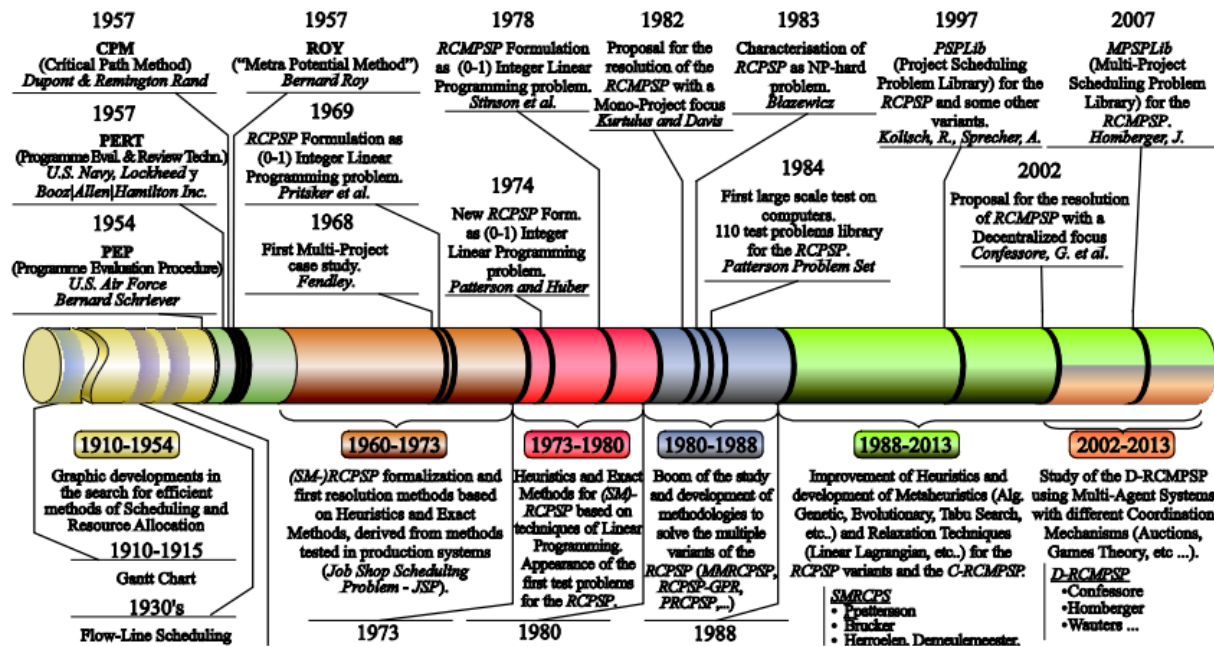 1957
CPM
(Crítical Path Method)
Dupont & Remington Rand
1957
PERT
(Programme Eval. & Review Techn.)
U.S. Navy, Lockheed y
Booz|Allen|Hamilton Inc.
1954
PEP
(Programme Evaluation Procedure)
U.S. Air Force
Bernard Schriever
1957
ROY
("Metra Potential Method")
Bernard Roy
1969
RCPSP Formulation as
(0-1) Integer Linear
Programming problem.
Pritsker et al.
1968
First Multi-Project
case study.
Fendley.
1978
RCMPSP Formulation
as (0-1) Integer Linear
Programming problem.
Stinson et al.
1974
New RCPSP Form.
as (0-1) Integer
Linear Programming
problem.
Patterson and Huber
1982
Proposal for the
resolution of the
RCMPSP with a
Mono-Project focus
Kurtulus and Davis
1983
Characterisation of
RCPSP as NP-hard
problem.
Błazewicz
1984
First large scale test on
computers.
110 test problems library
for the RCPSP.
Patterson Problem Set
1997
PSPLib
(Project Scheduling
Problem Library) for the
RCPSP and some other
variants.
Kolisch, R., Sprecher, A.
2002
Proposal for the resolution
of RCMPSP with a
Decentralized focus
Confessore, G. et al.
2007
MPSPLib
(Multi-Project
Scheduling Problem
Library) for the
RCMPSP.
Homberger, J.
1910-1954
Graphic developments in
the search for efficient
methods of Scheduling and
Resource Allocation
1910-1915
Gantt Chart
1930's
Flow-Line Scheduling
1960-1973
(SM-)RCPSP formalization and
first resolution methods based
on Heuristics and Exact
Methods, derived from methods
tested in production systems
(Job Shop Scheduling
Problem - JSP).
1973
1973-1980
Heuristics and Exact
Methods for (SM)-
RCPSP based on
techniques of Linear
Programming.
Appearance of the
first test problems
for the RCPSP.
1980
1980-1988
Boom of the study
and development of
methodologies to
solve the multiple
variants of the
RCPSP (MMRCPSP,
RCPSP-GPR,
PRCPSP,...)
1988
1988-2013
Improvement of Heuristics and
development of Metaheuristics (Alg.
Genetic, Evolutionary, Tabu Search,
etc..) and Relaxation Techniques
(Linear Lagrangian, etc..) for the
RCPSP variants and the C-RCMPSP.
SMRCPS
• Ppattersson
• Brucker
• Herroelen, Demeulemeester,
2002-2013
Study of the D-RCMPSP
using Multi-Agent Systems
with different Coordination
Mechanisms (Auctions,
Games Theory, etc ...).
D-RCMPSP
•Confessore
•Homberger
•Wauters ...